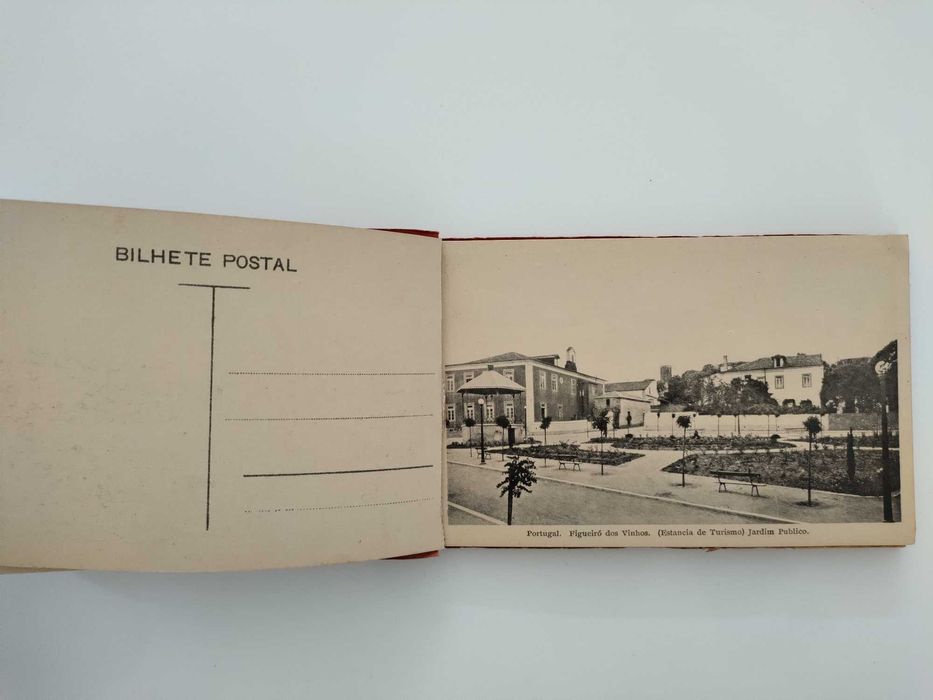 BILHETE POSTAL
Portugal. Figueiró dos Vinhos. (Estancia de Turismo) Jardim Publico.